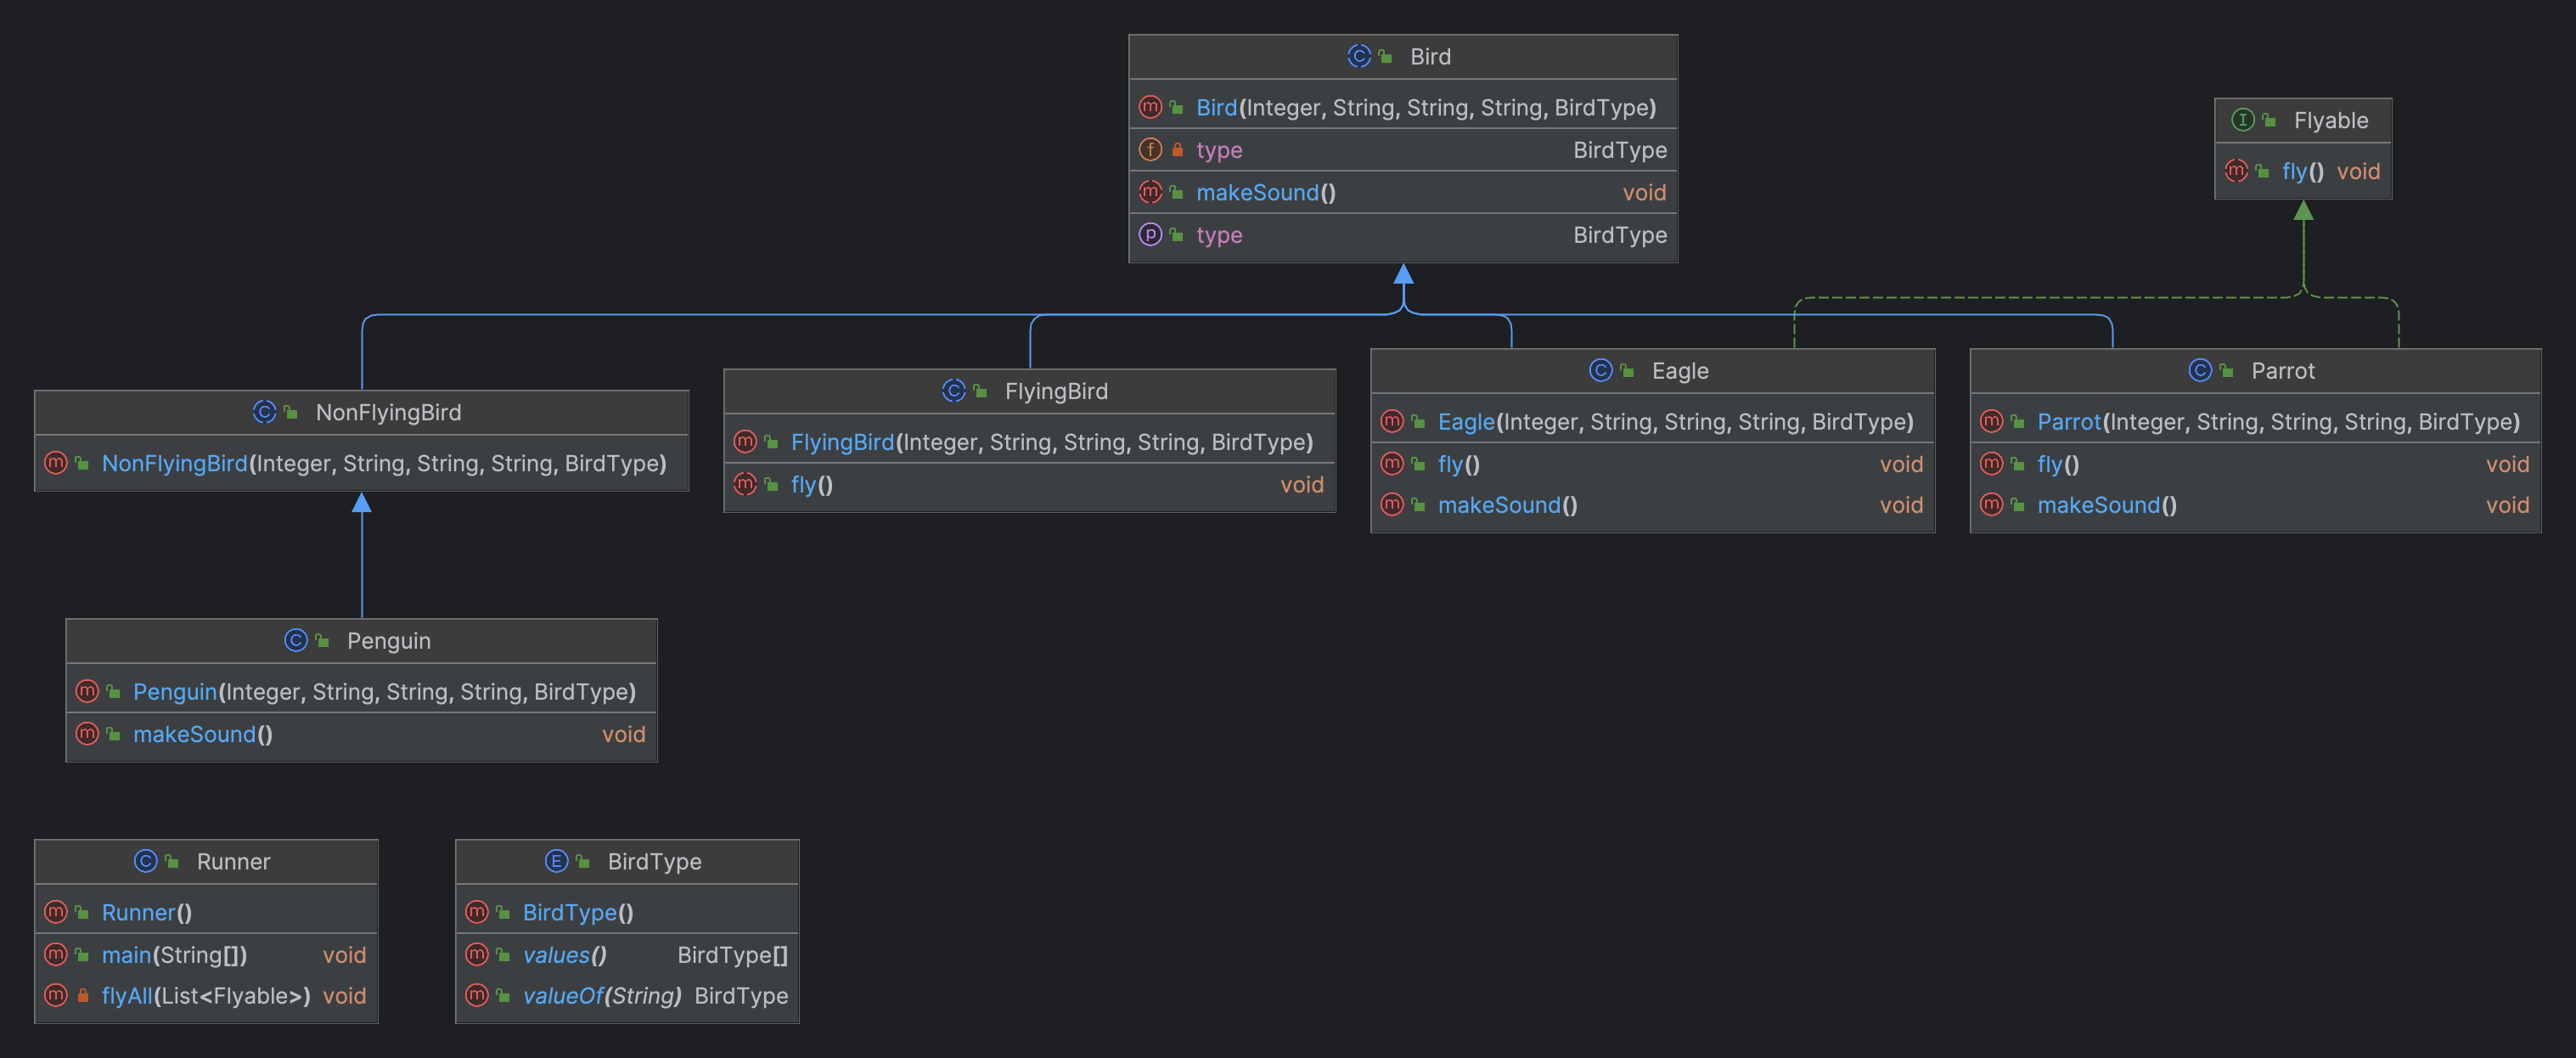 Bird
Bird(Integer, String, String, String, BirdType)
type BirdType
makeSound() void
type BirdType
Flyable
fly() void
NonFlyingBird
NonFlyingBird(Integer, String, String, String, BirdType)
FlyingBird
FlyingBird(Integer, String, String, String, BirdType)
fly() void
Eagle
Eagle(Integer, String, String, String, BirdType)
fly() void
makeSound() void
Parrot
Parrot(Integer, String, String, String, BirdType)
fly() void
makeSound() void
Penguin
Penguin(Integer, String, String, String, BirdType)
makeSound() void
Runner
Runner()
main(String[]) void
flyAll(List<Flyable>) void
BirdType
BirdType()
values() BirdType[]
valueOf(String) BirdType